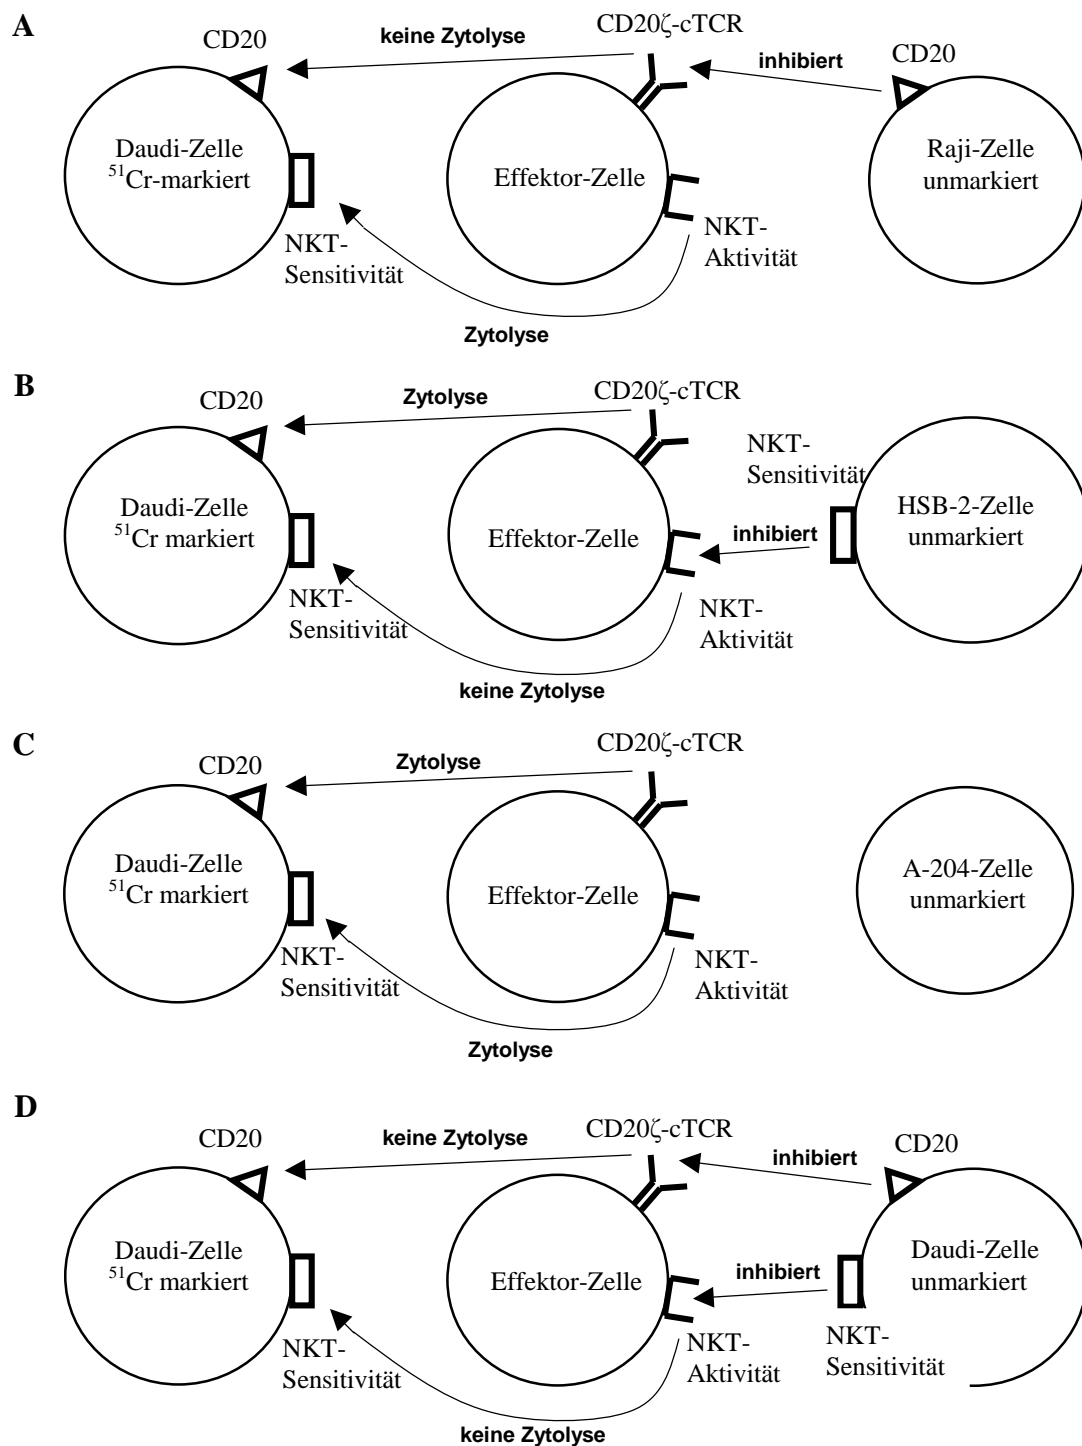 A
CD20
keine Zytolyse
CD20ζ-cTCR
inhibiert
CD20
Daudi-Zelle
⁵¹Cr-markiert
Effektor-Zelle
Raji-Zelle
unmarkiert
NKT-
Sensitivität
NKT-
Aktivität
Zytolyse
B
CD20
Zytolyse
CD20ζ-cTCR
NKT-
Sensitivität
Daudi-Zelle
⁵¹Cr markiert
Effektor-Zelle
inhibiert
HSB-2-Zelle
unmarkiert
NKT-
Sensitivität
NKT-
Aktivität
keine Zytolyse
C
CD20
Zytolyse
CD20ζ-cTCR
Daudi-Zelle
⁵¹Cr markiert
Effektor-Zelle
A-204-Zelle
unmarkiert
NKT-
Sensitivität
NKT-
Aktivität
Zytolyse
D
CD20
keine Zytolyse
CD20ζ-cTCR
inhibiert
CD20
Daudi-Zelle
⁵¹Cr markiert
Effektor-Zelle
inhibiert
Daudi-Zelle
unmarkiert
NKT-
Sensitivität
NKT-
Aktivität
NKT-
Sensitivität
keine Zytolyse